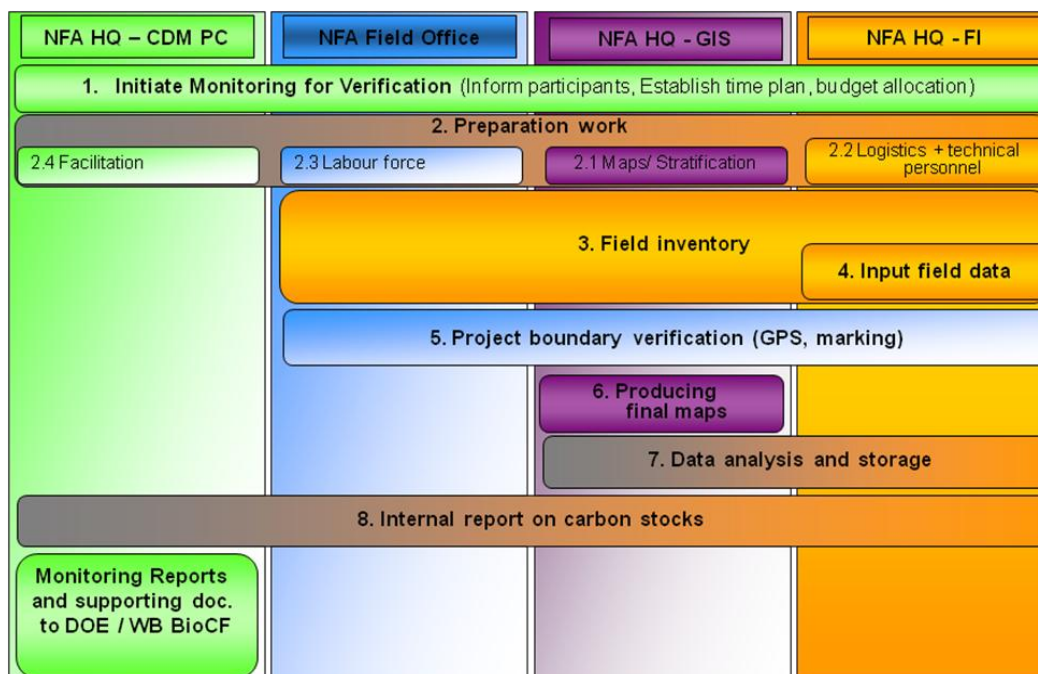 NFA HQ – CDM PC
NFA Field Office
NFA HQ - GIS
NFA HQ - FI
1. Initiate Monitoring for Verification (Inform participants, Establish time plan, budget allocation)
2. Preparation work
2.4 Facilitation
2.3 Labour force
2.1 Maps/ Stratification
2.2 Logistics + technical
personnel
3. Field inventory
4. Input field data
5. Project boundary verification (GPS, marking)
6. Producing
final maps
7. Data analysis and storage
8. Internal report on carbon stocks
Monitoring Reports
and supporting doc.
to DOE / WB BioCF